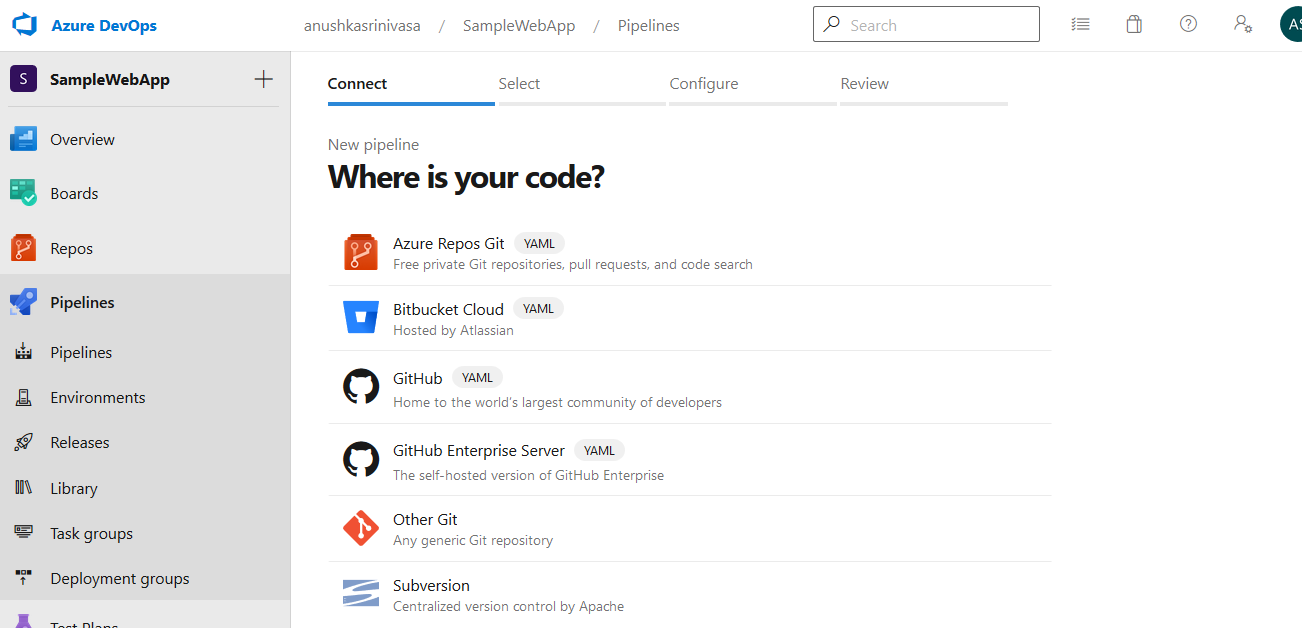 Azure DevOps
anushkasrinivasa / SampleWebApp / Pipelines
Search
AS
S SampleWebApp
Overview
Boards
Repos
Pipelines
Pipelines
Environments
Releases
Library
Task groups
Deployment groups
Test Plans
Connect
Select
Configure
Review
New pipeline
Where is your code?
Azure Repos Git YAML
Free private Git repositories, pull requests, and code search
Bitbucket Cloud YAML
Hosted by Atlassian
GitHub YAML
Home to the world's largest community of developers
GitHub Enterprise Server YAML
The self-hosted version of GitHub Enterprise
Other Git
Any generic Git repository
Subversion
Centralized version control by Apache